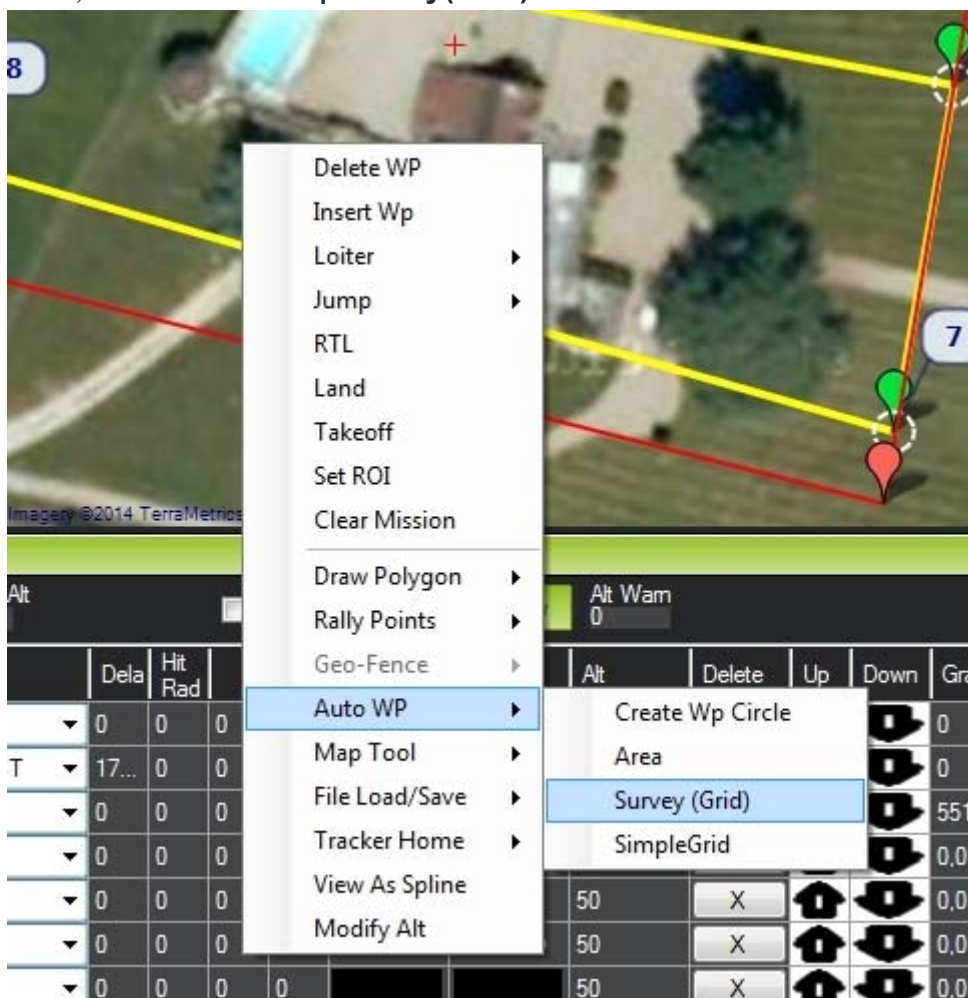 8
7
Delete WP
Insert Wp
Loiter
Jump
RTL
Land
Takeoff
Set ROI
Clear Mission
Draw Polygon
Rally Points
Geo-Fence
Auto WP
Map Tool
File Load/Save
Tracker Home
View As Spline
Modify Alt
Create Wp Circle
Area
Survey (Grid)
SimpleGrid
Imagery ©2014 TerraMetrics
Alt
Alt Warn
0
Dela Hit Rad Alt Delete Up Down Gra
0 0 0 0
T 17... 0 0 0
0 0 0 551
0 0 0 0,0
0 0 0 50 X 0,0
0 0 0 50 X 0,0
0 0 0 0 50 X 0,0